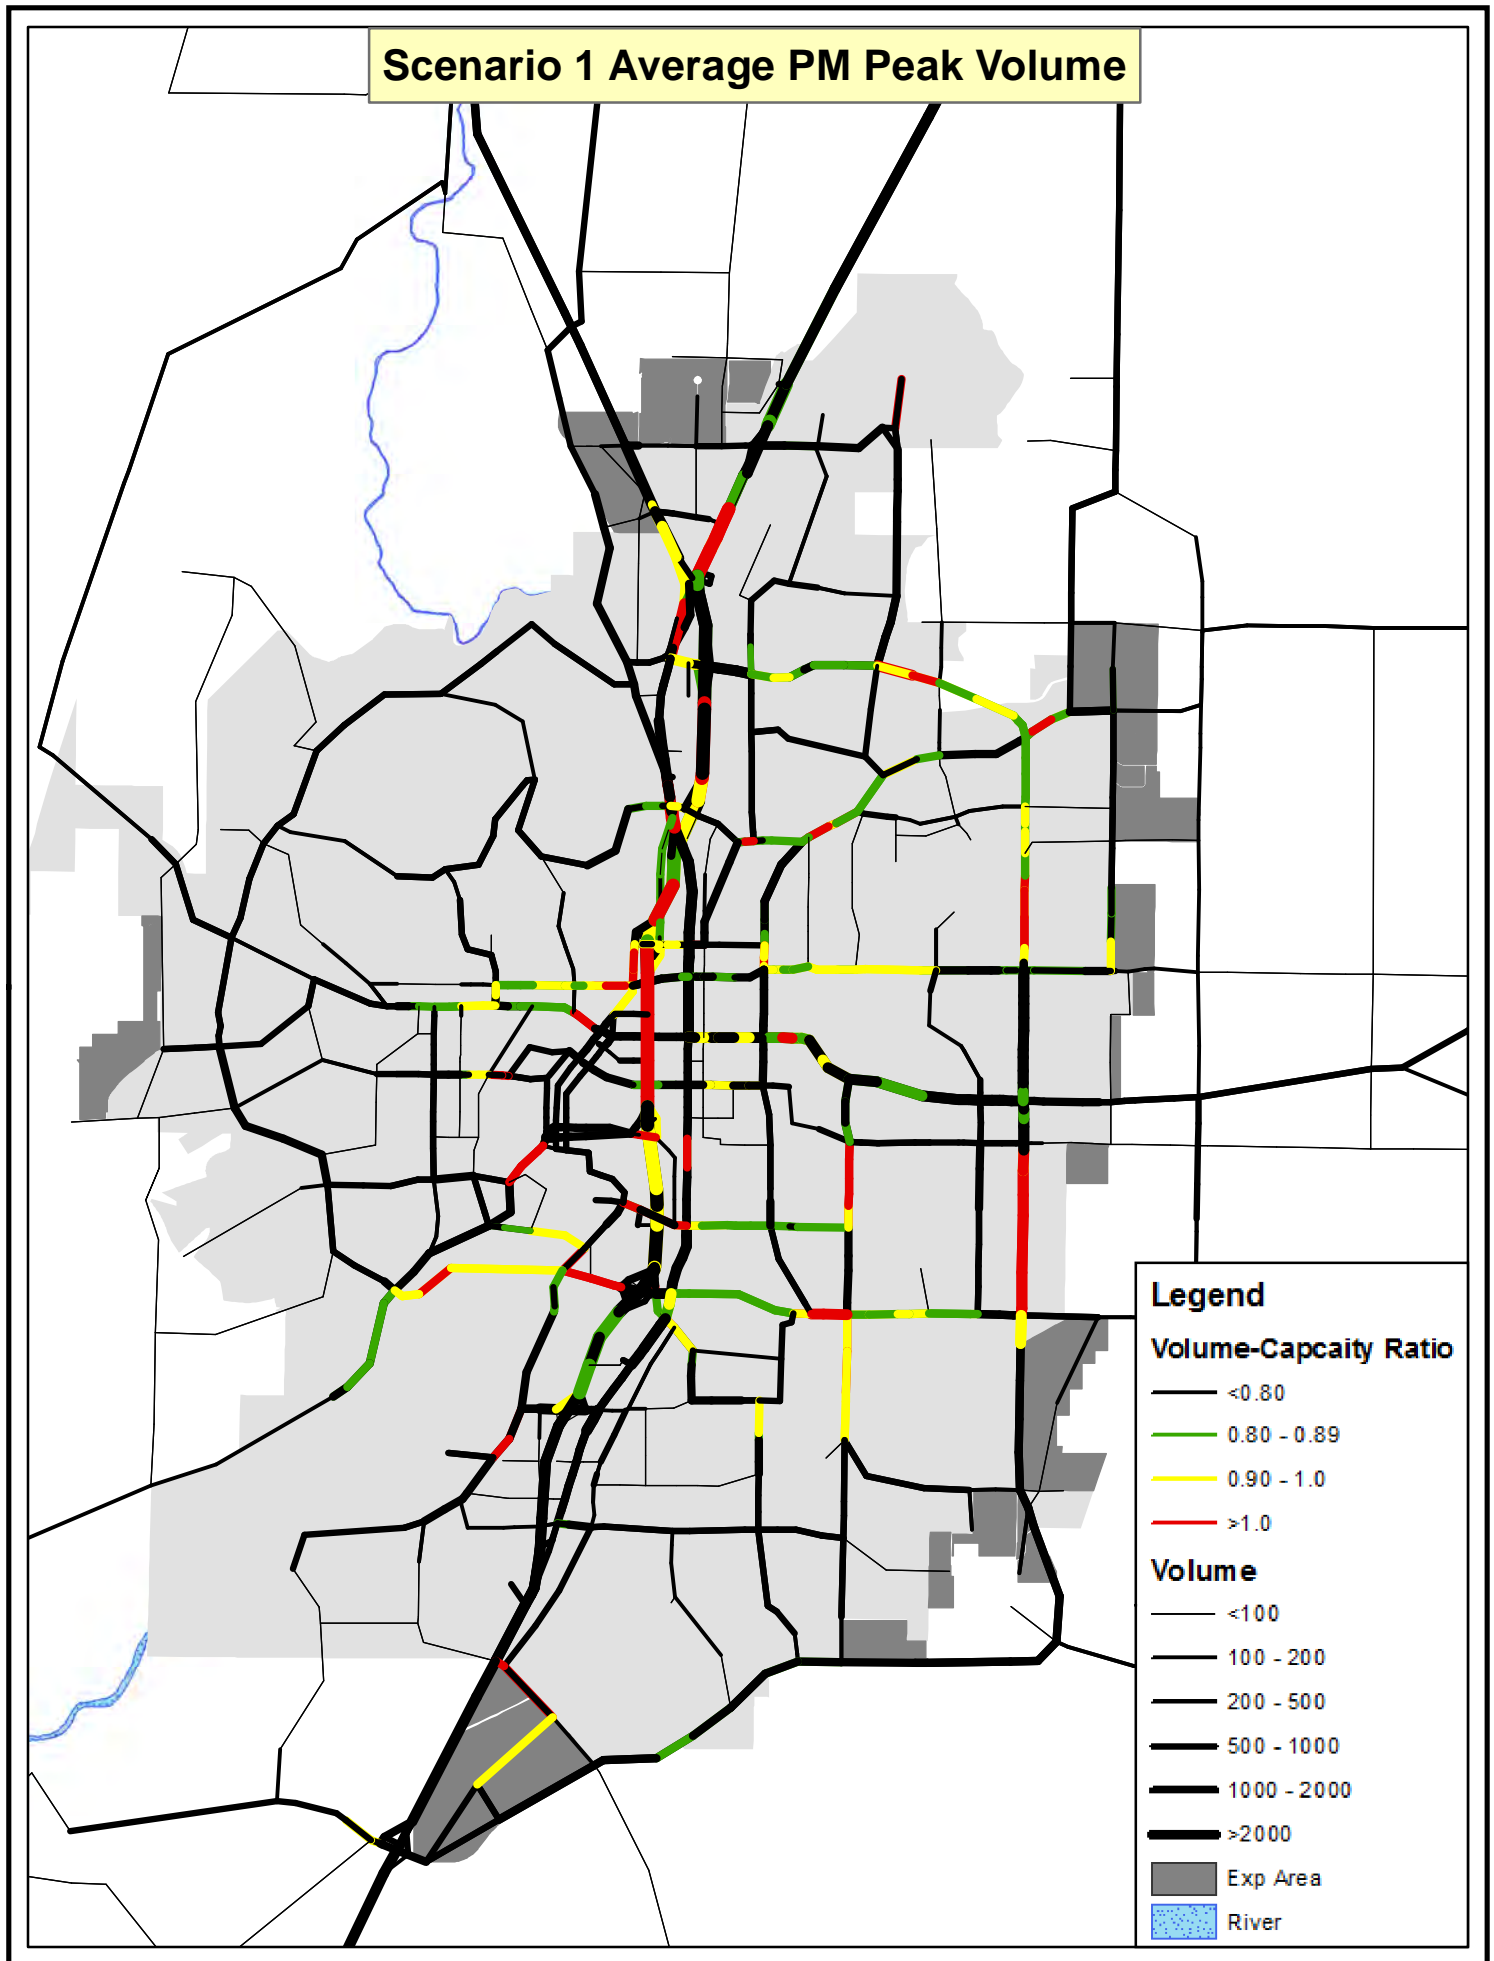 Scenario 1 Average PM Peak Volume
Legend
Volume-Capcaity Ratio
<0.80
0.80 - 0.89
0.90 - 1.0
>1.0
Volume
<100
100 - 200
200 - 500
500 - 1000
1000 - 2000
>2000
Exp Area
River